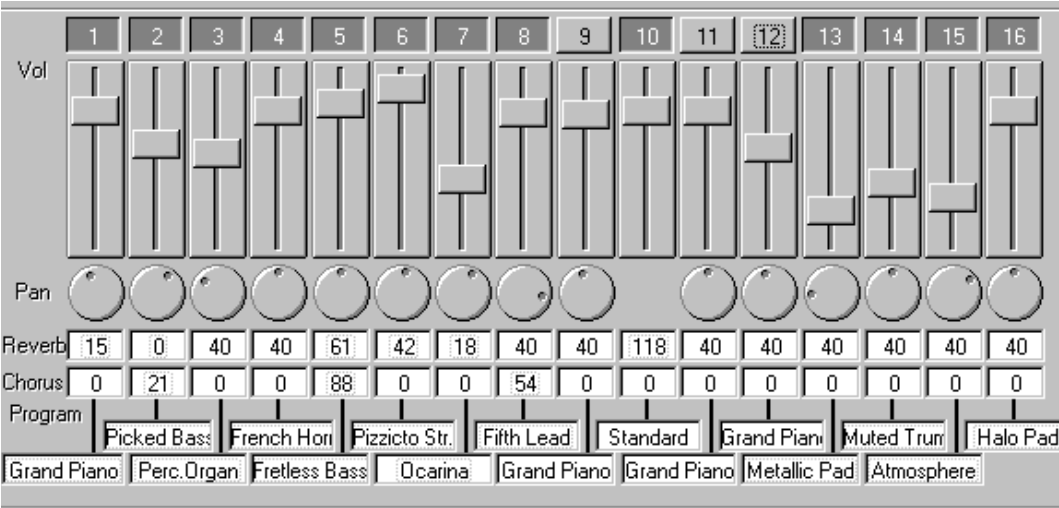 1 2 3 4 5 6 7 8 9 10 11 12 13 14 15 16
Vol
Pan
Reverb 15 0 40 40 61 42 18 40 40 118 40 40 40 40 40 40
Chorus 0 21 0 0 88 0 0 54 0 0 0 0 0 0 0 0
Program
Picked Bass French Horn Pizzicto Str. Fifth Lead Standard Grand Piano Muted Trum Halo Pad
Grand Piano Perc.Organ Fretless Bass Ocarina Grand Piano Grand Piano Metallic Pad Atmosphere